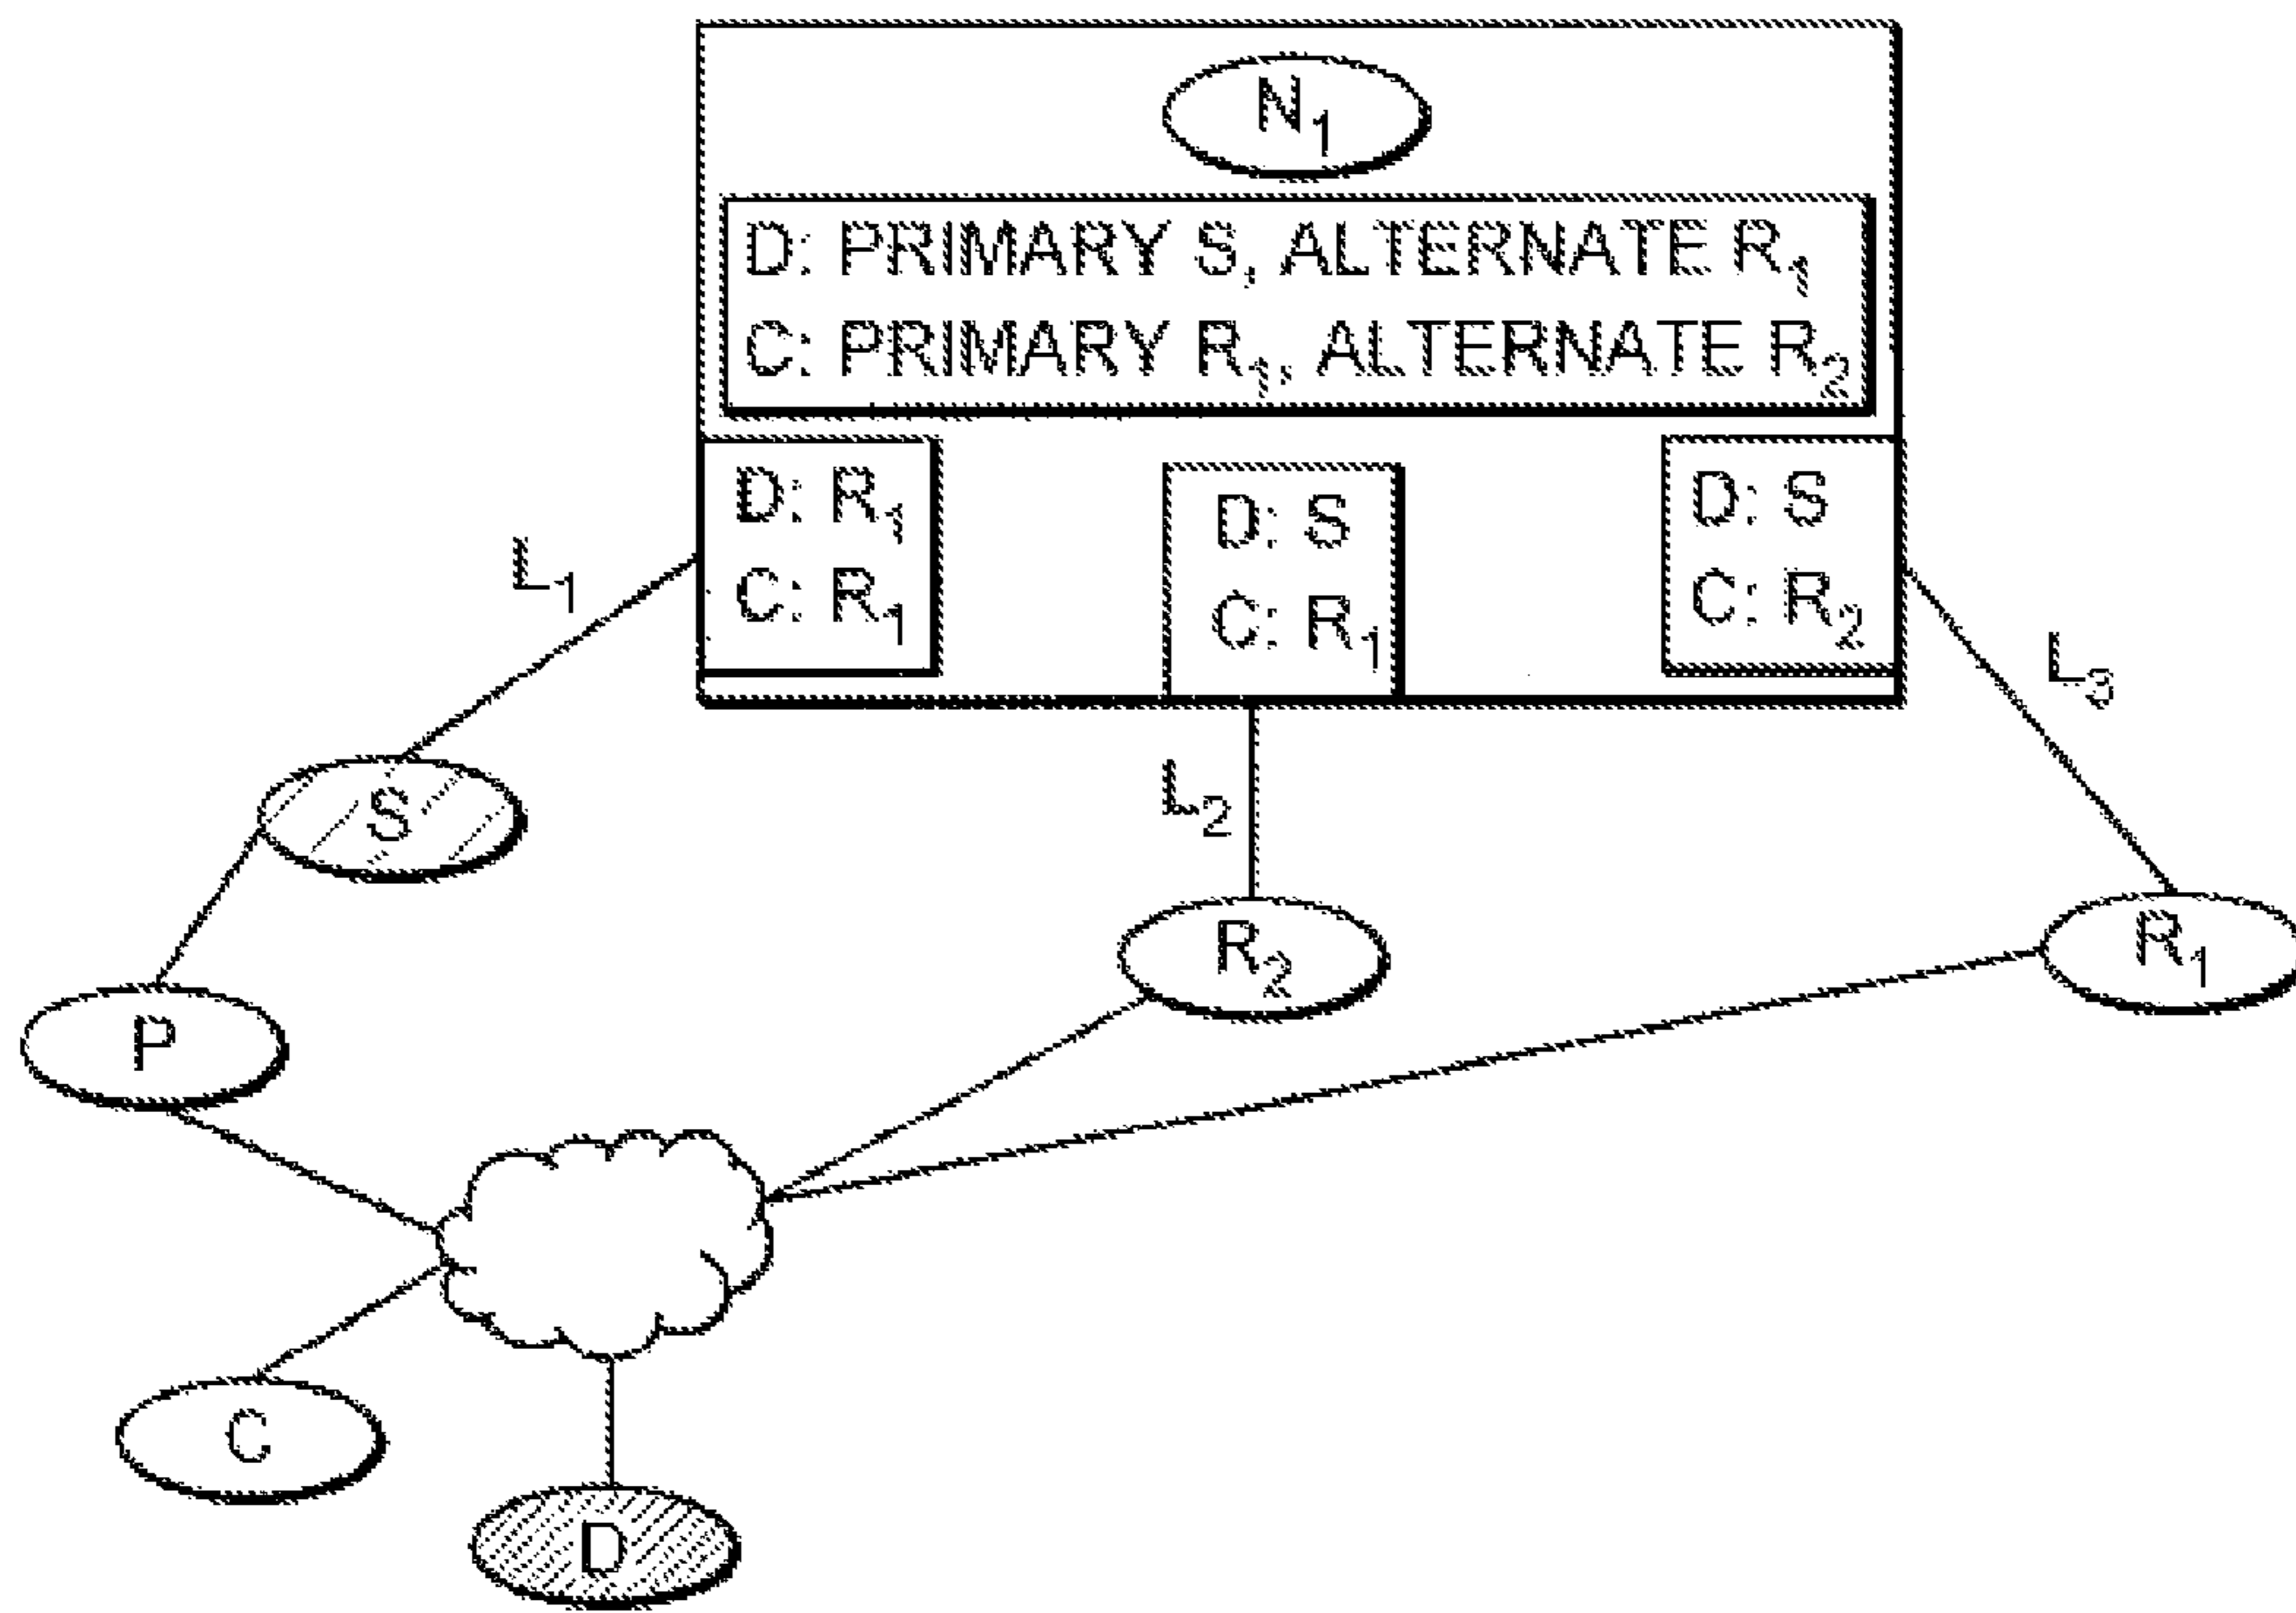 N₁
D: PRIMARY S, ALTERNATE R₁
C: PRIMARY R₁, ALTERNATE R₂
D: R₁
C: R₁
D: S
C: R₁
D: S
C: R₂
L₁
L₂
L₃
S
R₂
R₁
P
C
D